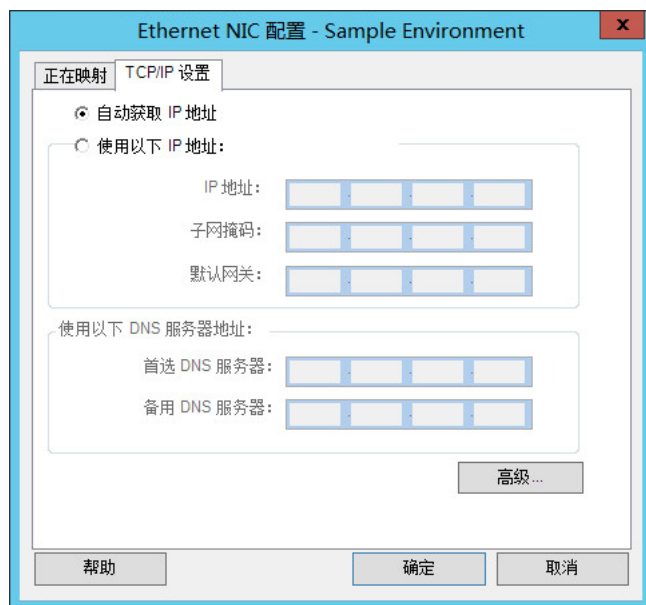 Ethernet NIC 配置 - Sample Environment
x
正在映射 TCP/IP 设置
自动获取 IP 地址
使用以下 IP 地址:
IP 地址:
子网掩码:
默认网关:
使用以下 DNS 服务器地址:
首选 DNS 服务器:
备用 DNS 服务器:
高级...
帮助 确定 取消